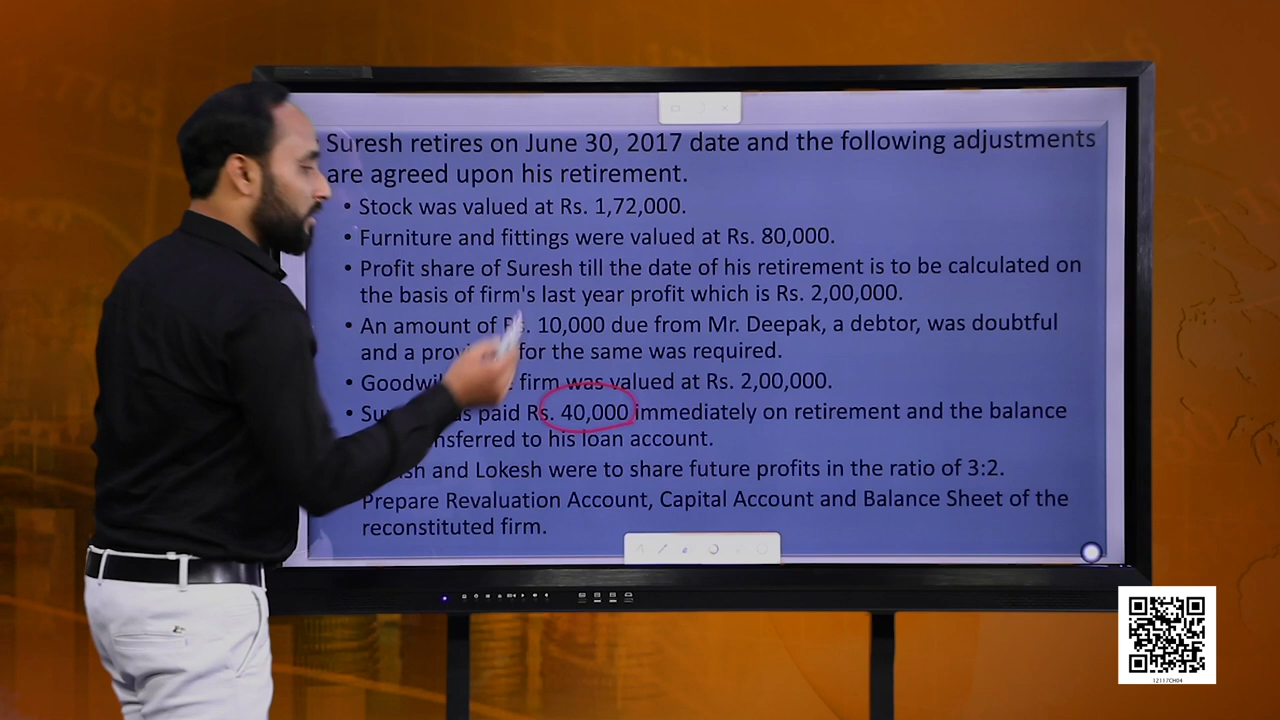 Suresh retires on June 30, 2017 date and the following adjustments
are agreed upon his retirement.
• Stock was valued at Rs. 1,72,000.
• Furniture and fittings were valued at Rs. 80,000.
• Profit share of Suresh till the date of his retirement is to be calculated on
the basis of firm's last year profit which is Rs. 2,00,000.
• An amount of Rs. 10,000 due from Mr. Deepak, a debtor, was doubtful
and a for the same was required.
• firm was valued at Rs. 2,00,000.
• paid Rs. 40,000 immediately on retirement and the balance
to his loan account.
and Lokesh were to share future profits in the ratio of 3:2.
Prepare Revaluation Account, Capital Account and Balance Sheet of the
reconstituted firm.
12117CH04